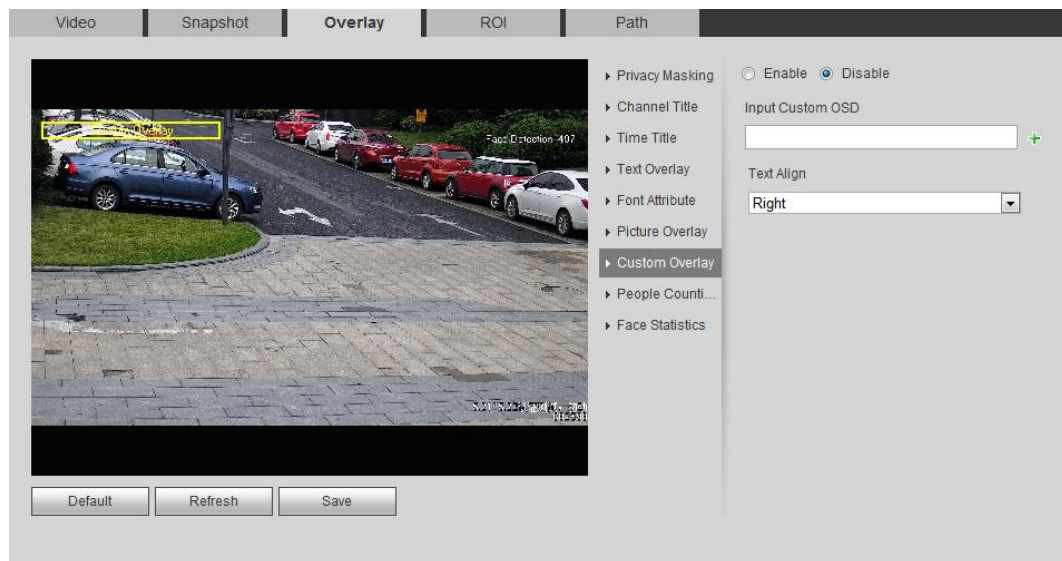 Video
Snapshot
Overlay
ROI
Path
Privacy Masking
Channel Title
Time Title
Text Overlay
Font Attribute
Picture Overlay
Custom Overlay
People Counti...
Face Statistics
Enable
Disable
Input Custom OSD
Text Align
Right
Overlay
Face Detection 497
Default
Refresh
Save